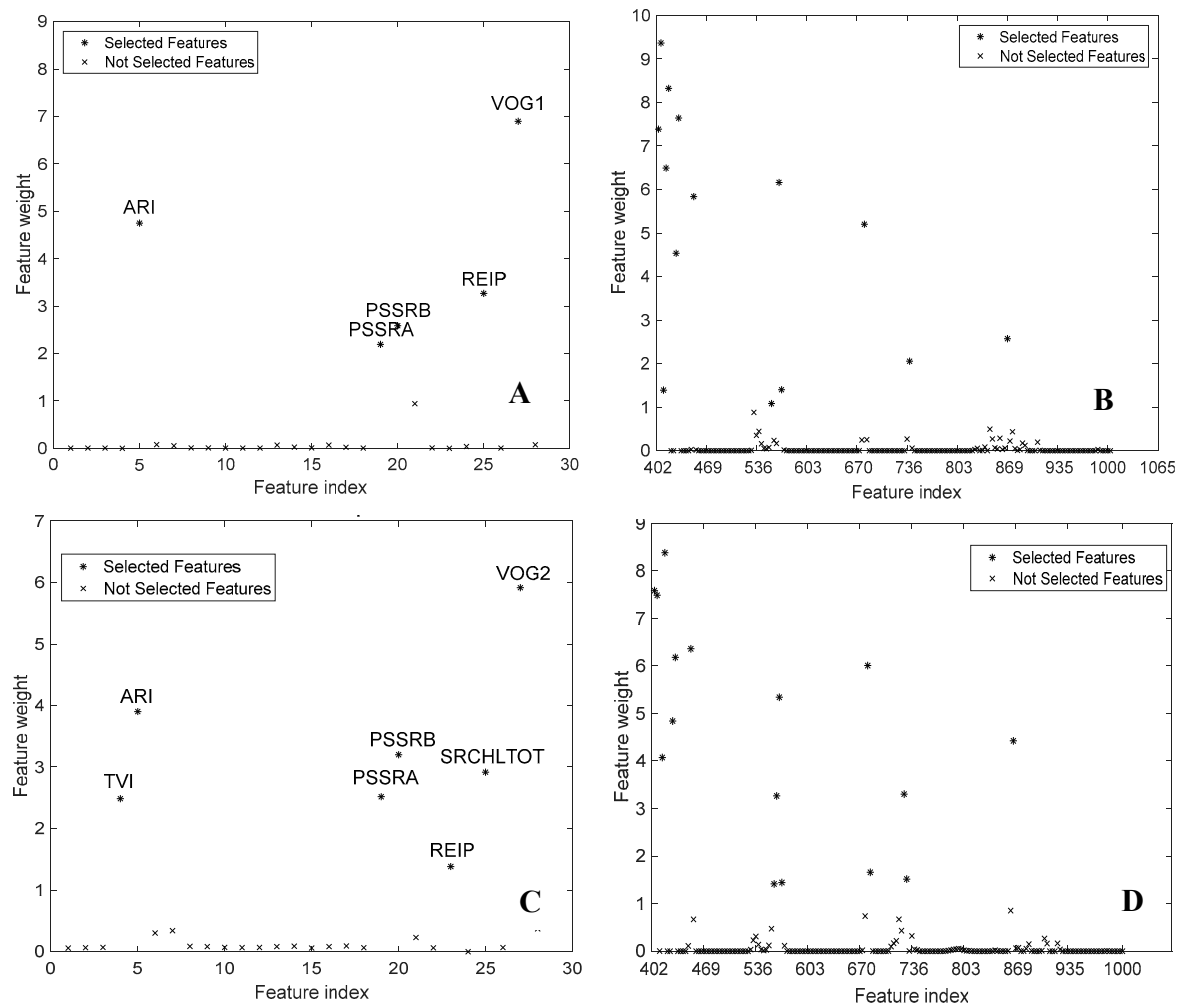 9
8
7
6
5
4
3
2
1
0
Feature weight
Selected Features
Not Selected Features
VOG1
ARI
REIP
PSSRB
PSSRA
A
0 5 10 15 20 25 30
Feature index
10
9
8
7
6
5
4
3
2
1
0
Feature weight
Selected Features
Not Selected Features
B
402 469 536 603 670 736 803 869 935 1000 1065
Feature index
7
6
5
4
3
2
1
0
Feature weight
Selected Features
Not Selected Features
VOG2
ARI
PSSRB
SRCHLTOT
TVI
PSSRA
REIP
C
0 5 10 15 20 25 30
Feature index
9
8
7
6
5
4
3
2
1
0
Feature weight
Selected Features
Not Selected Features
D
402 469 536 603 670 736 803 869 935 1000
Feature index